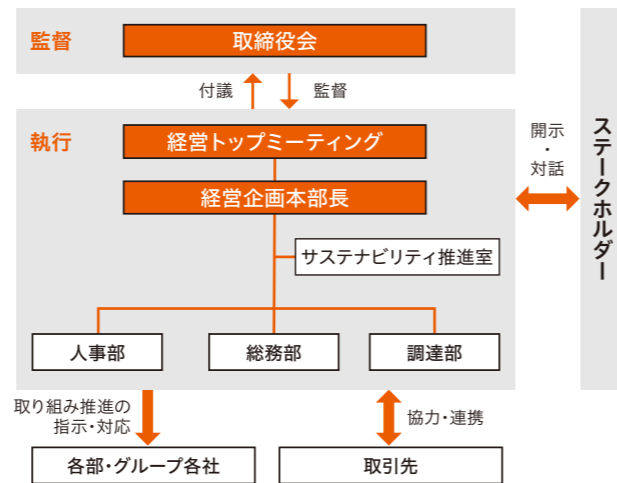 監督
取締役会
付議
監督
執行
経営トップミーティング
経営企画本部長
サステナビリティ推進室
人事部
総務部
調達部
取り組み推進の
指示・対応
協力・連携
各部・グループ各社
取引先
開示
・
対話
ステークホルダー